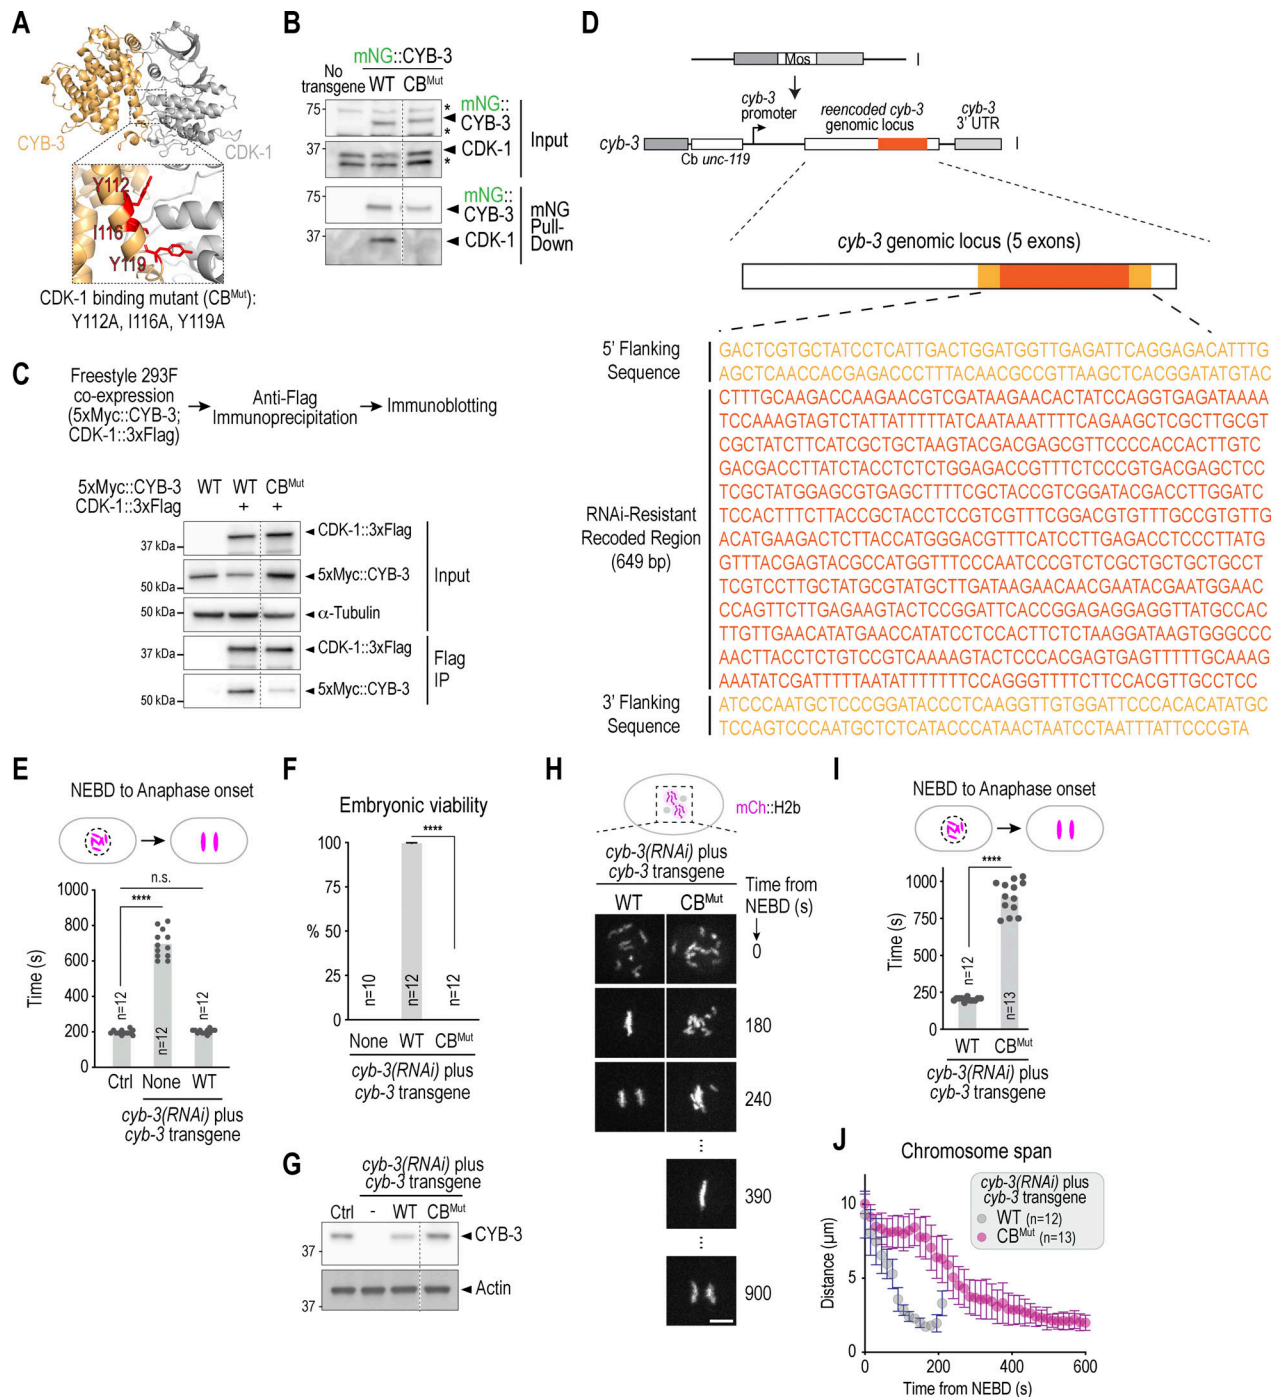 A
CYB-3
CDK-1
Y112
I116
Y119
CDK-1 binding mutant (CBMut):
Y112A, I116A, Y119A
B
mNG::CYB-3
No
transgene
WT
CBMut
75
*
mNG::
CYB-3
*
37
CDK-1
*
Input
75
mNG::
CYB-3
37
CDK-1
mNG
Pull-
Down
C
Freestyle 293F
co-expression
(5xMyc::CYB-3;
CDK-1::3xFlag)
Anti-Flag
Immunoprecipitation
Immunoblotting
5xMyc::CYB-3 WT WT CBMut
CDK-1::3xFlag + +
37 kDa
CDK-1::3xFlag
50 kDa
5xMyc::CYB-3
50 kDa
α-Tubulin
Input
37 kDa
CDK-1::3xFlag
50 kDa
5xMyc::CYB-3
Flag
IP
D
Mos
I
cyb-3
promoter
reencoded cyb-3
genomic locus
cyb-3
3' UTR
cyb-3
Cb unc-119
I
cyb-3 genomic locus (5 exons)
5' Flanking
Sequence
GACTCGTGCTATCCTCATTGACTGGATGGTTGAGATTCAGGAGACATTTG
AGCTCAACCACGAGACCCTTTACAACGCCGTTAAGCTCACGGATATGTAC
RNAi-Resistant
Recoded Region
(649 bp)
CTTTGCAAGACCAAGAACGTCGATAAGAACACTATCCAGGTGAGATAAAA
TCCAAAGTAGTCTATTATTTTTATCAATAAATTTTCAGAAGCTCGCTTGCGT
CGCTATCTTCATCGCTGCTAAGTACGACGAGCGTTCCCCACCACTTGTC
GACGACCTTATCTACCTCTCTGGAGACCGTTTCTCCCGTGACGAGCTCC
TCGCTATGGAGCGTGAGCTTTTCGCTACCGTCGGATACGACCTTGGATC
TCCACTTTCTTACCGCTACCTCCGTCGTTTCGGACGTGTTTGCCGTGTTG
ACATGAAGACTCTTACCATGGGACGTTTCATCCTTGAGACCTCCCTTATG
GTTTACGAGTACGCCATGGTTTCCCAATCCCGTCTCGCTGCTGCTGCCT
TCGTCCTTGCTATGCGTATGCTTGATAAGAACAACGAATACGAATGGAAC
CCAGTTCTTGAGAAGTACTCCGGATTCACCGGAGAGGAGGTTATGCCAC
TTGTTGAACATATGAACCATATCCTCCACTTCTCTAAGGATAAGTGGGCCC
AACTTACCTCTGTCCGTCAAAAGTACTCCCACGAGTGAGTTTTTGCAAAG
AAATATCGATTTTTAATATTTTTTTCCAGGGTTTTCTTCCACGTTGCCTCC
3' Flanking
Sequence
ATCCCAATGCTCCCGGATACCCTCAAGGTTGTGGATTCCCACACATATGC
TCCAGTCCCAATGCTCTCATACCCATAACTAATCCTAATTTATTCCCGTA
E
NEBD to Anaphase onset
n.s.
****
1000
800
600
400
200
0
Time (s)
n=12
n=12
n=12
Ctrl None WT
cyb-3(RNAi) plus
cyb-3 transgene
F
Embryonic viability
****
100
75
50
25
0
%
n=10
n=12
n=12
None WT CBMut
cyb-3(RNAi) plus
cyb-3 transgene
G
cyb-3(RNAi) plus
cyb-3 transgene
Ctrl - WT CBMut
37
CYB-3
37
Actin
H
mCh::H2b
cyb-3(RNAi) plus
cyb-3 transgene
WT CBMut
Time from
NEBD (s)
0
180
240
390
900
I
NEBD to Anaphase onset
****
1000
750
500
250
0
Time (s)
n=12
n=13
WT CBMut
cyb-3(RNAi) plus
cyb-3 transgene
J
Chromosome span
cyb-3(RNAi) plus
cyb-3 transgene
WT (n=12)
CBMut (n=13)
10
5
0
Distance (μm)
0 200 400 600
Time from NEBD (s)